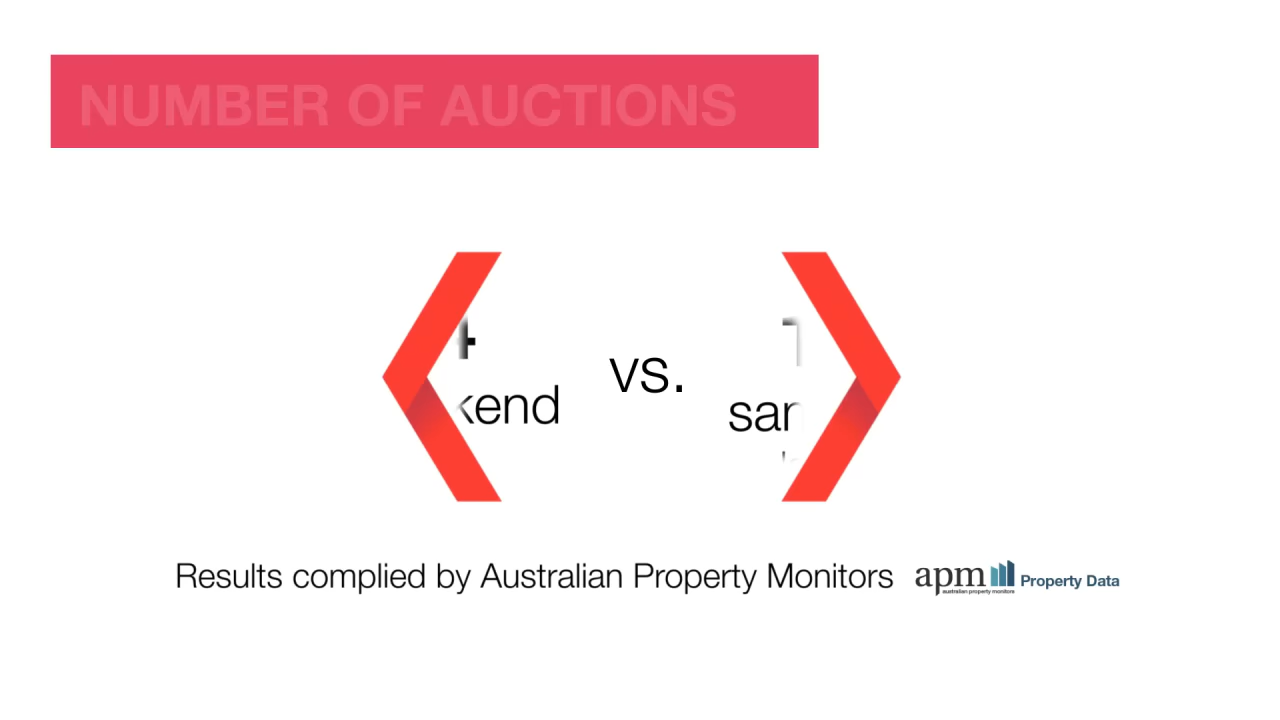 NUMBER OF AUCTIONS
vs.
Results complied by Australian Property Monitors
apm Property Data
australian property monitors